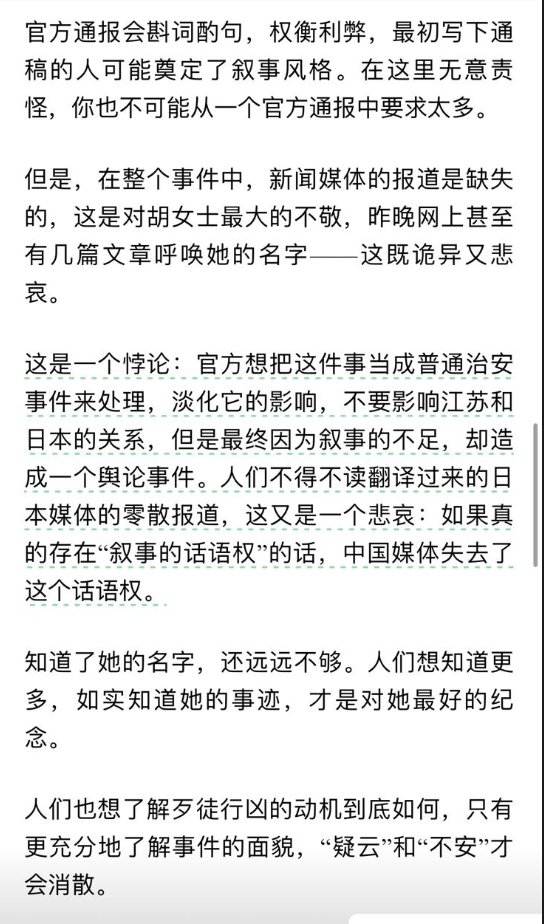 官方通报会斟词酌句，权衡利弊，最初写下通
稿的人可能奠定了叙事风格。在这里无意责
怪，你也不可能从一个官方通报中要求太多。
但是，在整个事件中，新闻媒体的报道是缺失
的，这是对胡女士最大的不敬，昨晚网上甚至
有几篇文章呼唤她的名字——这既诡异又悲
哀。
这是一个悖论：官方想把这件事当成普通治安
事件来处理，淡化它的影响，不要影响江苏和
日本的关系，但是最终因为叙事的不足，却造
成一个舆论事件。人们不得不读翻译过来的日
本媒体的零散报道，这又是一个悲哀：如果真
的存在“叙事的话语权”的话，中国媒体失去了
这个话语权。
知道了她的名字，还远远不够。人们想知道更
多，如实知道她的事迹，才是对她最好的纪
念。
人们也想了解歹徒行凶的动机到底如何，只有
更充分地了解事件的面貌，“疑云”和“不安”才
会消散。